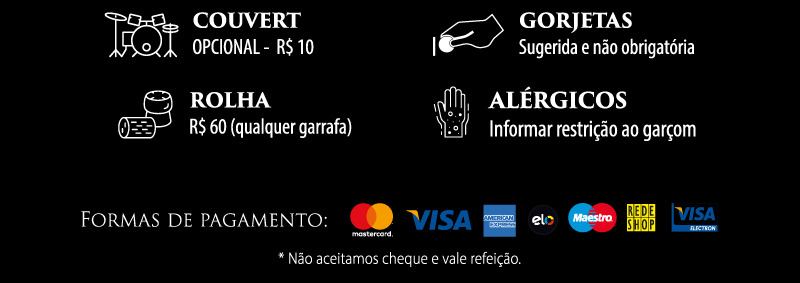 COUVERT
OPCIONAL - R$ 10
GORJETAS
Sugerida e não obrigatória
ROLHA
R$ 60 (qualquer garrafa)
ALÉRGICOS
Informar restrição ao garçom
FORMAS DE PAGAMENTO: mastercard. VISA AMERICAN EXPRESS elo Maestro REDE SHOP VISA ELECTRON
* Não aceitamos cheque e vale refeição.